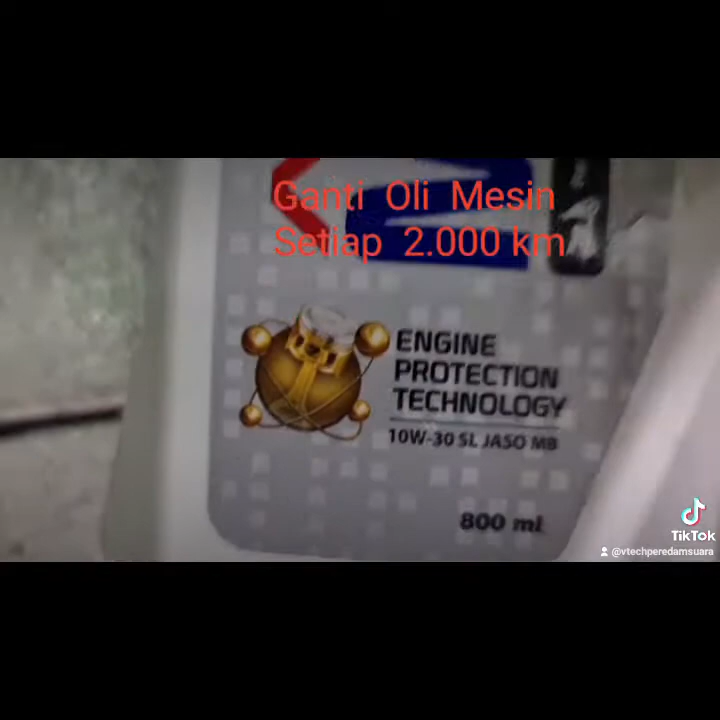 Ganti Oli Mesin
Setiap 2.000 km
ENGINE
PROTECTION
TECHNOLOGY
10W-30 SL JASO MB
800 ml
TikTok
@vtechperedamsuara